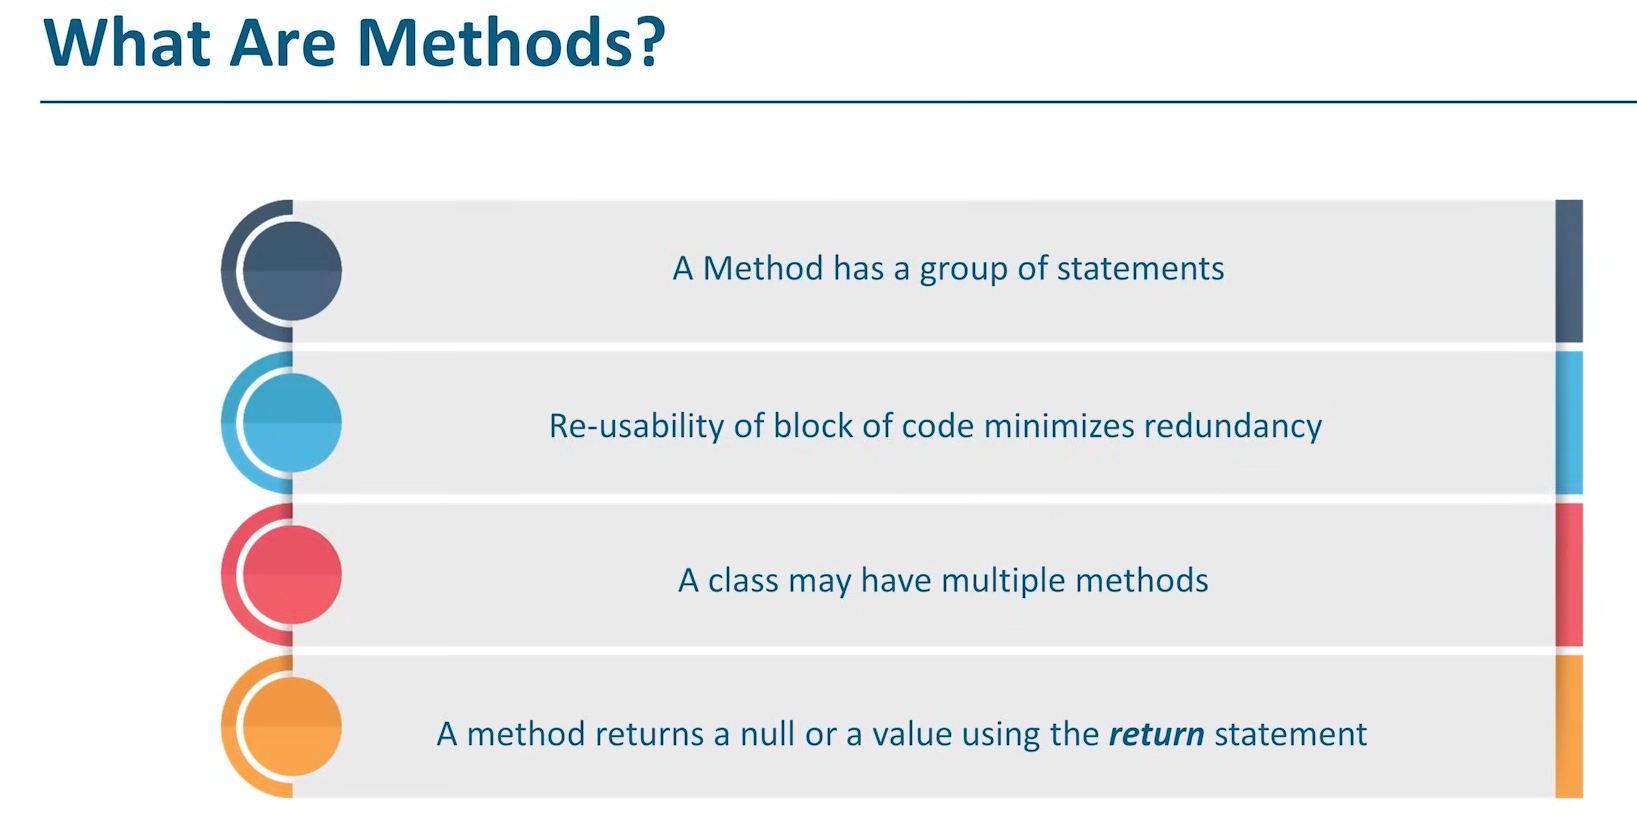 What Are Methods?
A Method has a group of statements
Re-usability of block of code minimizes redundancy
A class may have multiple methods
A method returns a null or a value using the return statement